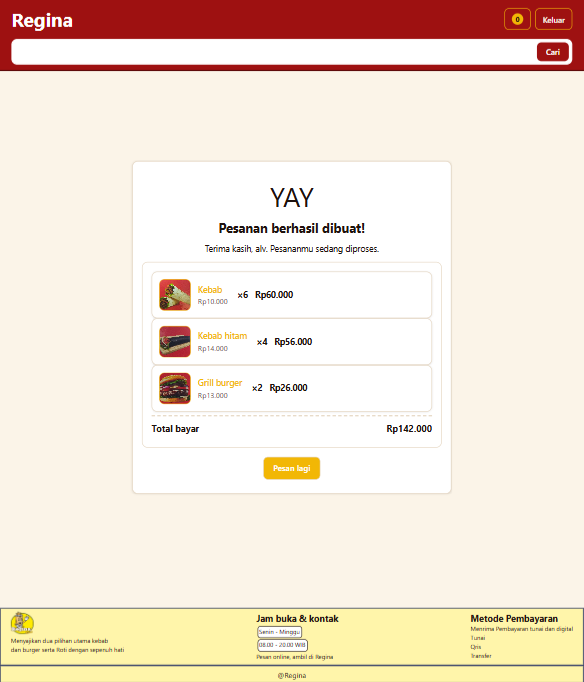 Regina
0
Keluar
Cari
YAY
Pesanan berhasil dibuat!
Terima kasih, alv. Pesananmu sedang diproses.
Kebab
Rp10.000
×6 Rp60.000
Kebab hitam
Rp14.000
×4 Rp56.000
Grill burger
Rp13.000
×2 Rp26.000
Total bayar Rp142.000
Pesan lagi
Menyajikan dua pilihan utama kebab
dan burger serta Roti dengan sepenuh hati
Jam buka & kontak
Senin - Minggu
08.00 - 20.00 WIB
Pesan online, ambil di Regina
Metode Pembayaran
Menrima Pembayaran tunai dan digital
Tunai
Qris
Transfer
@Regina